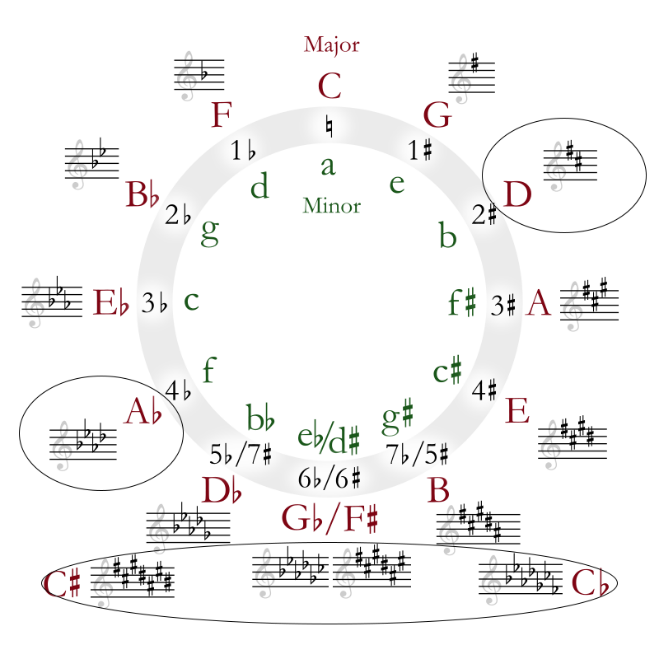 Major
C
F
G
♮
1♭
1♯
a
d
e
Minor
B♭
D
2♭
2♯
g
b
E♭
3♭
c
f♯
3♯
A
f
c♯
4♭
4♯
A♭
E
b♭
g♯
e♭/d♯
5♭/7♯
7♭/5♯
6♭/6♯
D♭
B
G♭/F♯
C♯
C♭